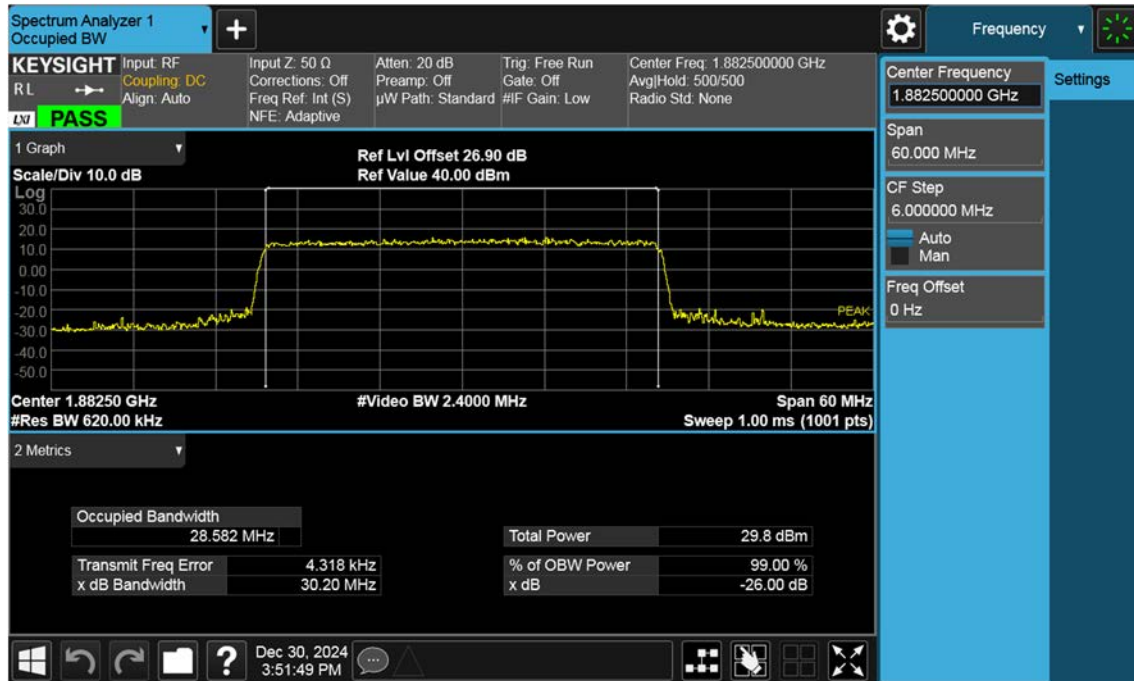 Spectrum Analyzer 1
Occupied BW
+
Frequency
KEYSIGHT
R L
LXI PASS
Input: RF
Coupling: DC
Align: Auto
Input Z: 50 Ω
Corrections: Off
Freq Ref: Int (S)
NFE: Adaptive
Atten: 20 dB
Preamp: Off
µW Path: Standard
Trig: Free Run
Gate: Off
#IF Gain: Low
Center Freq: 1.882500000 GHz
Avg|Hold: 500/500
Radio Std: None
Center Frequency
1.882500000 GHz
Settings
Span
60.000 MHz
CF Step
6.000000 MHz
Auto
Man
Freq Offset
0 Hz
1 Graph
Scale/Div 10.0 dB
Ref Lvl Offset 26.90 dB
Ref Value 40.00 dBm
Log
30.0
20.0
10.0
0.00
-10.0
-20.0
-30.0
-40.0
-50.0
PEAK
Center 1.88250 GHz
#Video BW 2.4000 MHz
Span 60 MHz
#Res BW 620.00 kHz
Sweep 1.00 ms (1001 pts)
2 Metrics
Occupied Bandwidth
28.582 MHz
Total Power 29.8 dBm
Transmit Freq Error 4.318 kHz
% of OBW Power 99.00 %
x dB Bandwidth 30.20 MHz
x dB -26.00 dB
?
Dec 30, 2024
3:51:49 PM